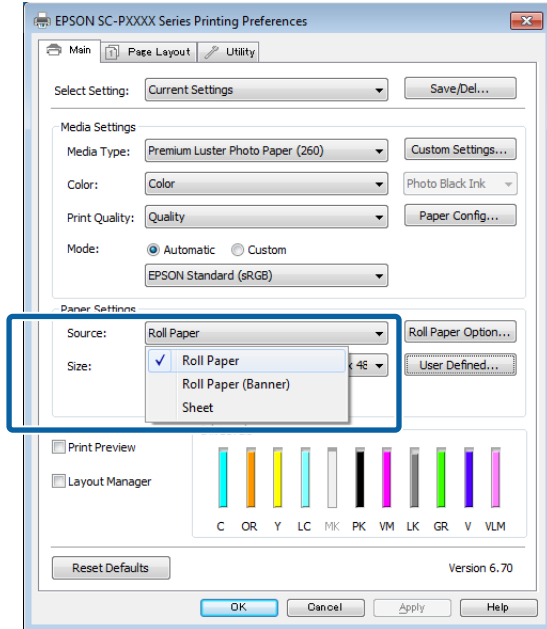 EPSON SC-PXXXX Series Printing Preferences
Main Page Layout Utility
Select Setting: Current Settings Save/Del...
Media Settings
Media Type: Premium Luster Photo Paper (260) Custom Settings...
Color: Color Photo Black Ink
Print Quality: Quality Paper Config...
Mode: Automatic Custom
EPSON Standard (sRGB)
Paper Settings
Source: Roll Paper Roll Paper Option...
Size: Roll Paper x 48 User Defined...
Roll Paper (Banner)
Sheet
Print Preview
Layout Manager
C OR Y LC MK PK VM LK GR V VLM
Reset Defaults Version 6.70
OK Cancel Apply Help